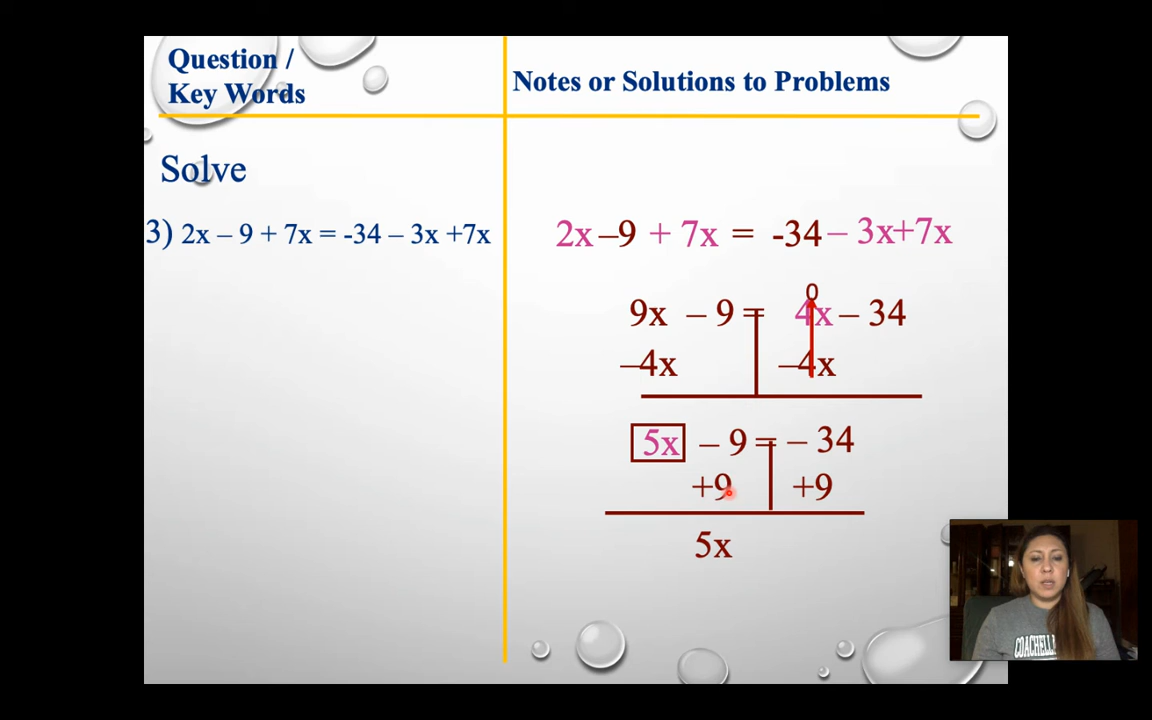 Question /
Key Words
Notes or Solutions to Problems
Solve
3) 2x – 9 + 7x = -34 – 3x +7x
2x –9 + 7x = -34 – 3x+7x
0
9x – 9 = 4x – 34
–4x –4x
5x – 9 = – 34
+9 +9
5x